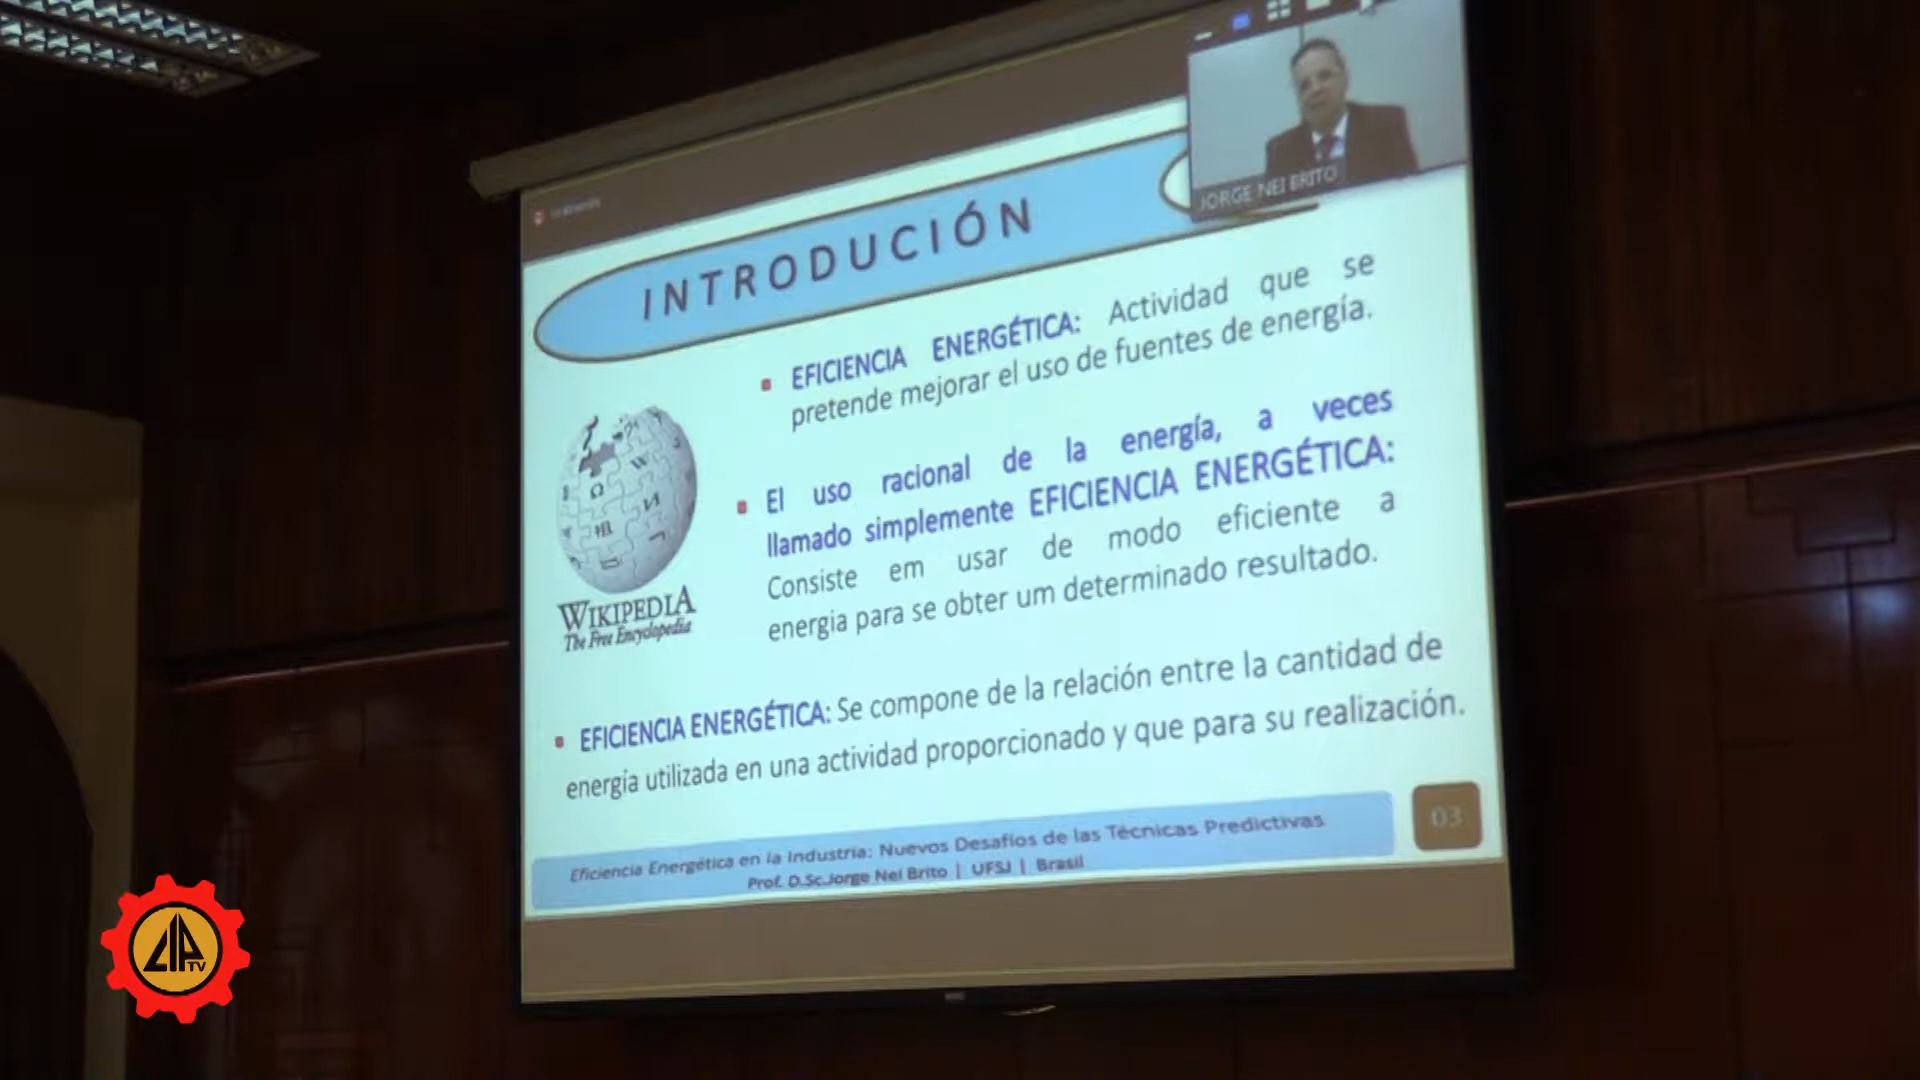 JORGE NEI BRITO
INTRODUCIÓN
EFICIENCIA ENERGÉTICA: Actividad que se
pretende mejorar el uso de fuentes de energía.
El uso racional de la energía, a veces
llamado simplemente EFICIENCIA ENERGÉTICA:
Consiste em usar de modo eficiente a
energia para se obter um determinado resultado.
WIKIPEDIA
The Free Encyclopedia
EFICIENCIA ENERGÉTICA: Se compone de la relación entre la cantidad de
energía utilizada en una actividad proporcionado y que para su realización.
Eficiencia Energética en la Industria: Nuevos Desafíos de las Técnicas Predictivas
Prof. D.Sc.Jorge Nei Brito | UFSJ | Brasil
03
CIP TV